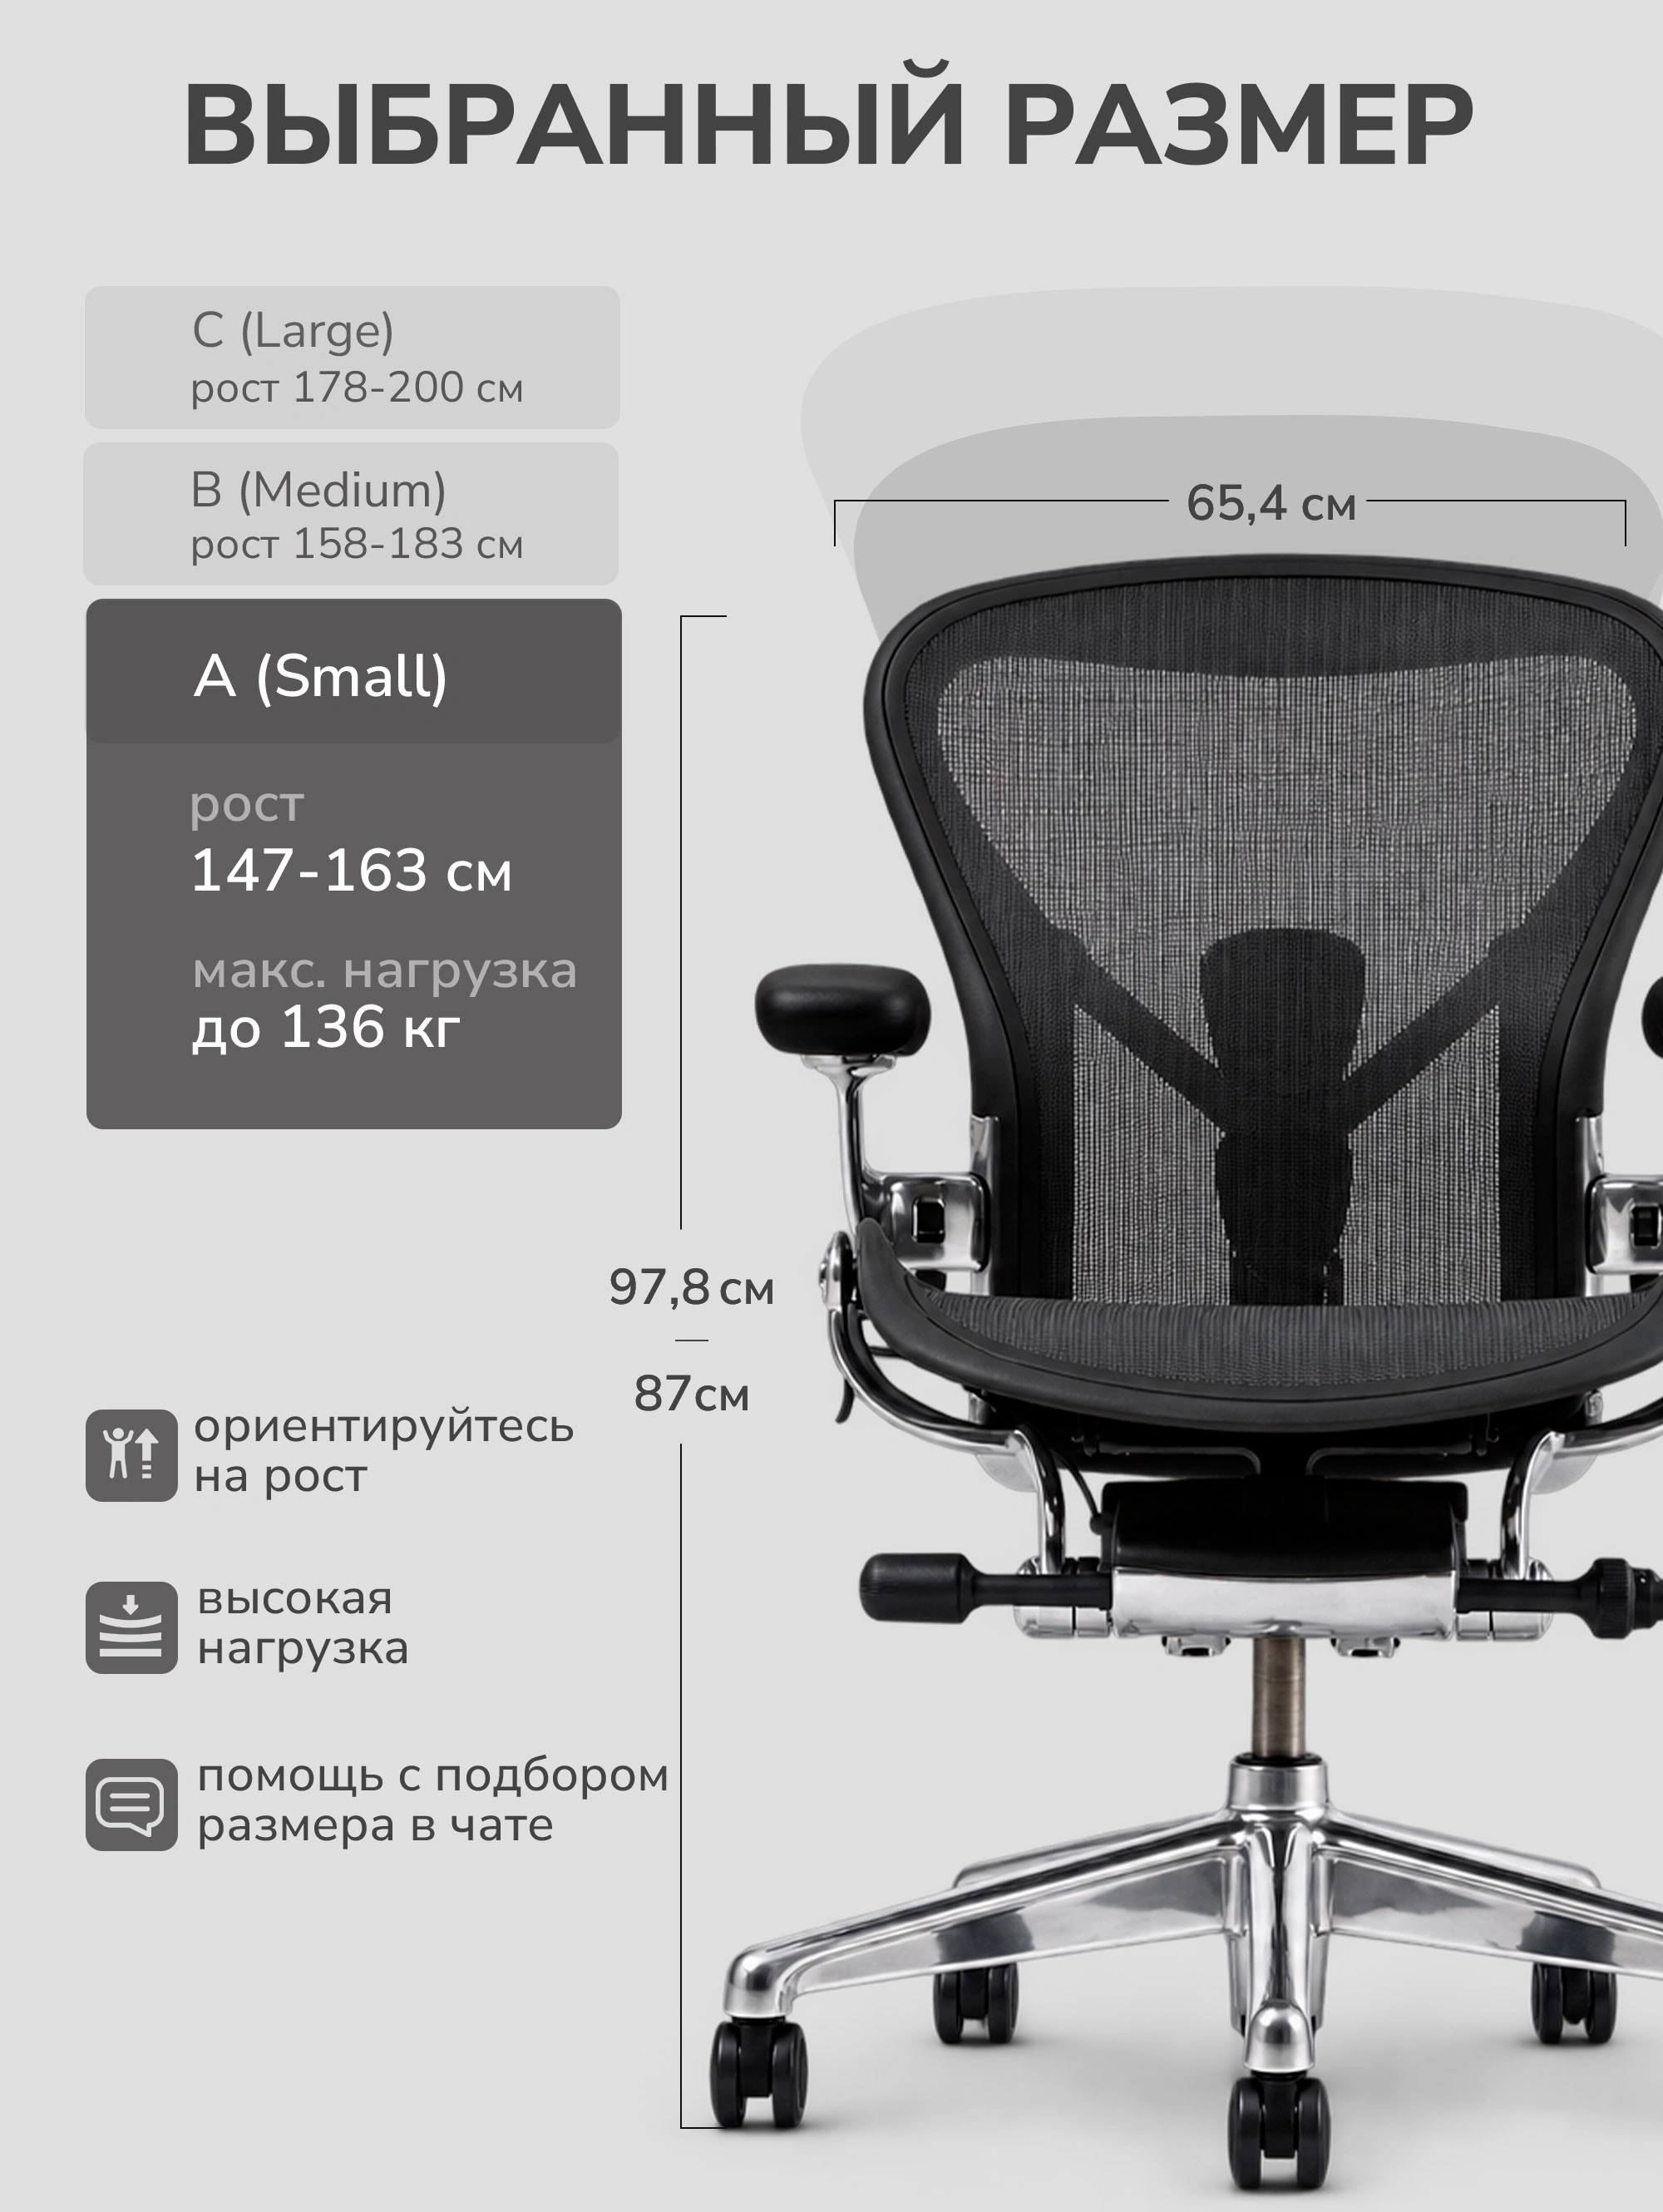 ВЫБРАННЫЙ РАЗМЕР
C (Large)
рост 178-200 см
B (Medium)
рост 158-183 см
A (Small)
рост
147-163 см
макс. нагрузка
до 136 кг
65,4 см
97,8 см
—
87см
ориентируйтесь
на рост
высокая
нагрузка
помощь с подбором
размера в чате